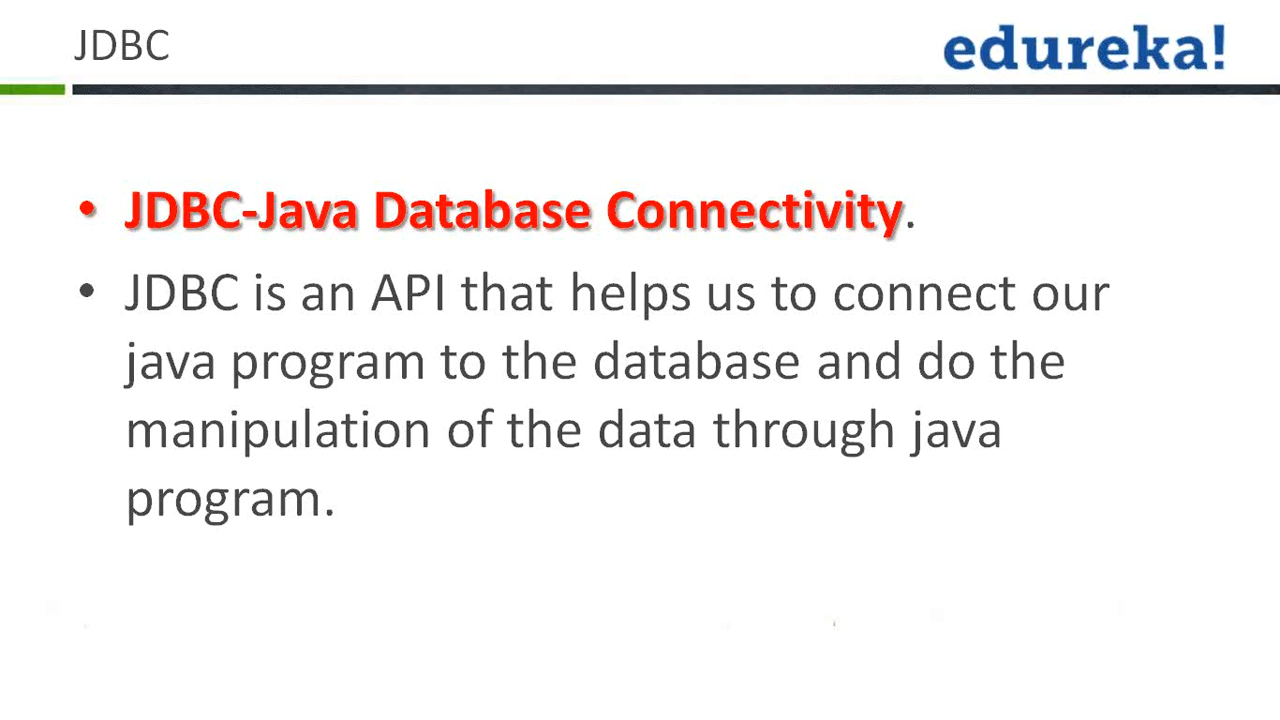 JDBC
edureka!
• JDBC-Java Database Connectivity.
• JDBC is an API that helps us to connect our
java program to the database and do the
manipulation of the data through java
program.